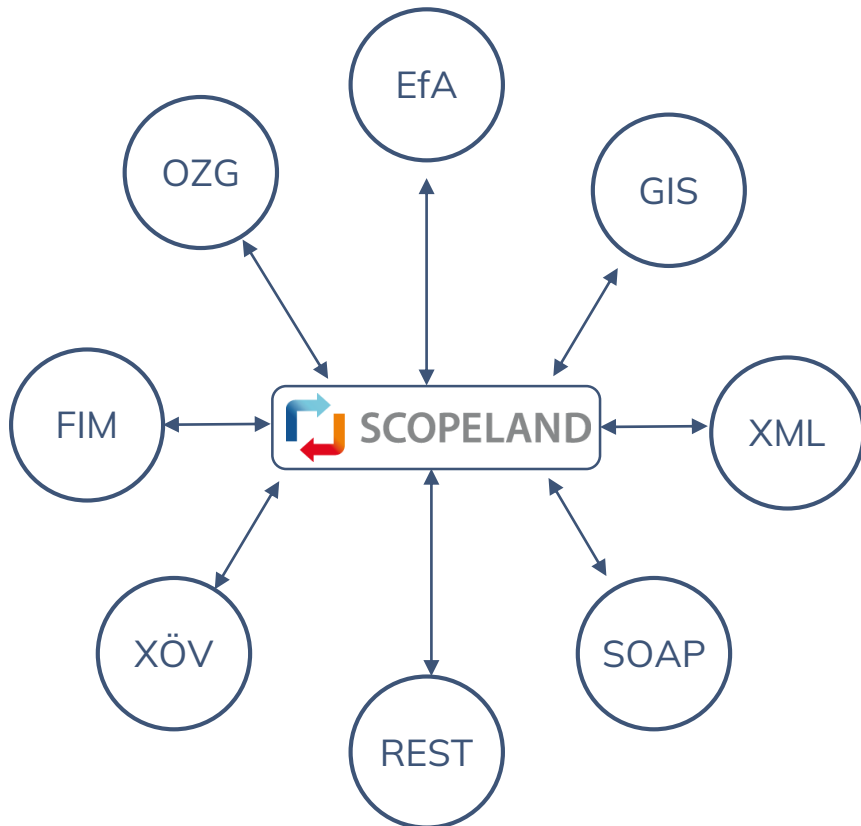 EfA
OZG
GIS
FIM
SCOPELAND
XML
XÖV
SOAP
REST